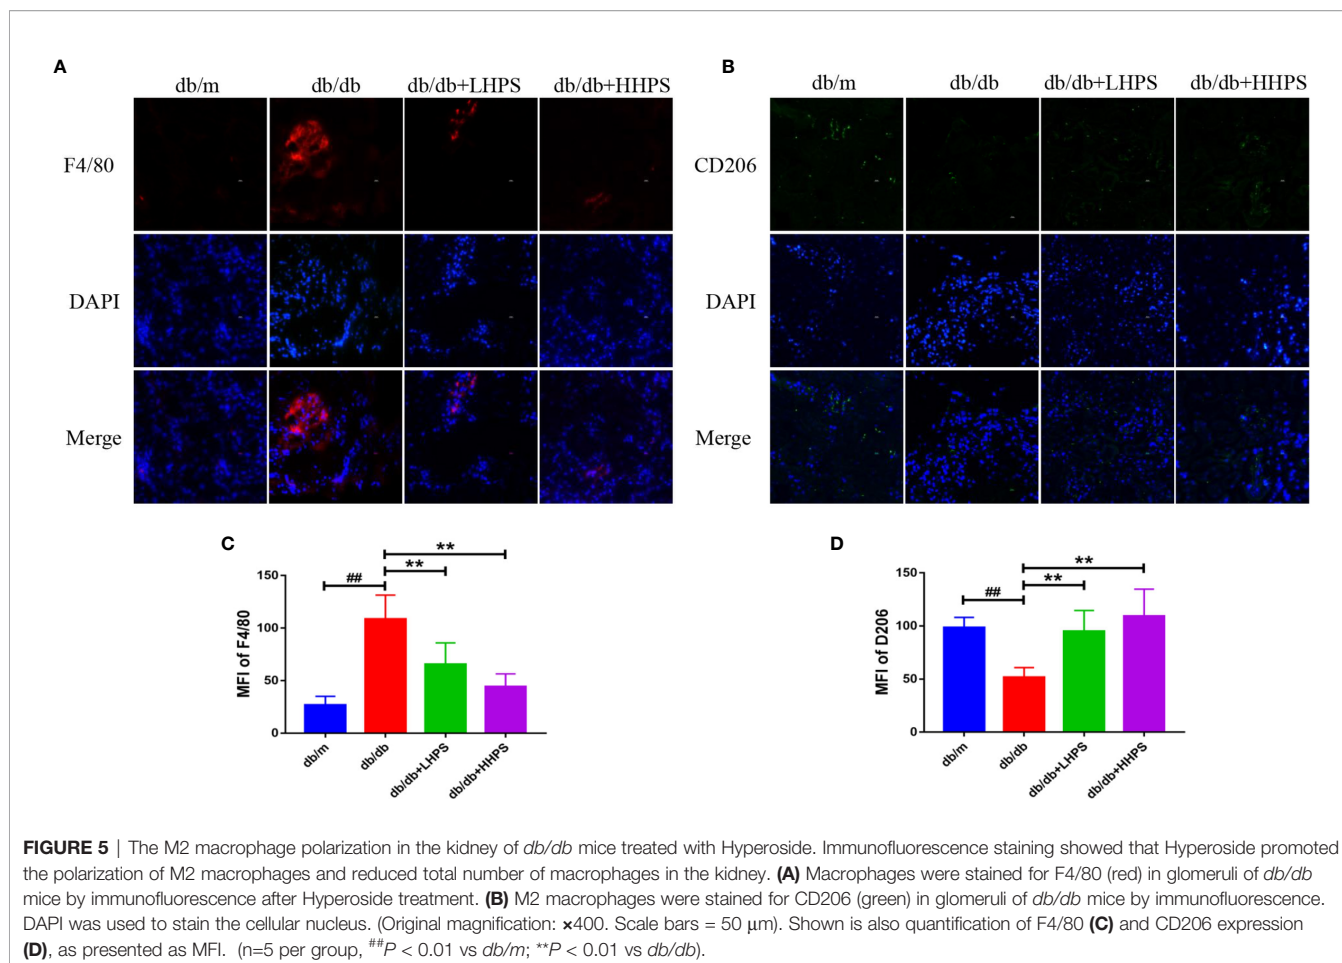 A
db/m db/db db/db+LHPS db/db+HHPS
F4/80
DAPI
Merge
B
db/m db/db db/db+LHPS db/db+HHPS
CD206
DAPI
Merge
C
MFI of F4/80
150
100
50
0
##
**
**
db/m
db/db
db/db+LHPS
db/db+HHPS
D
MFI of D206
150
100
50
0
##
**
**
db/m
db/db
db/db+LHPS
db/db+HHPS
FIGURE 5 | The M2 macrophage polarization in the kidney of db/db mice treated with Hyperoside. Immunofluorescence staining showed that Hyperoside promoted
the polarization of M2 macrophages and reduced total number of macrophages in the kidney. (A) Macrophages were stained for F4/80 (red) in glomeruli of db/db
mice by immunofluorescence after Hyperoside treatment. (B) M2 macrophages were stained for CD206 (green) in glomeruli of db/db mice by immunofluorescence.
DAPI was used to stain the cellular nucleus. (Original magnification: ×400. Scale bars = 50 μm). Shown is also quantification of F4/80 (C) and CD206 expression
(D), as presented as MFI. (n=5 per group, ##P < 0.01 vs db/m; **P < 0.01 vs db/db).